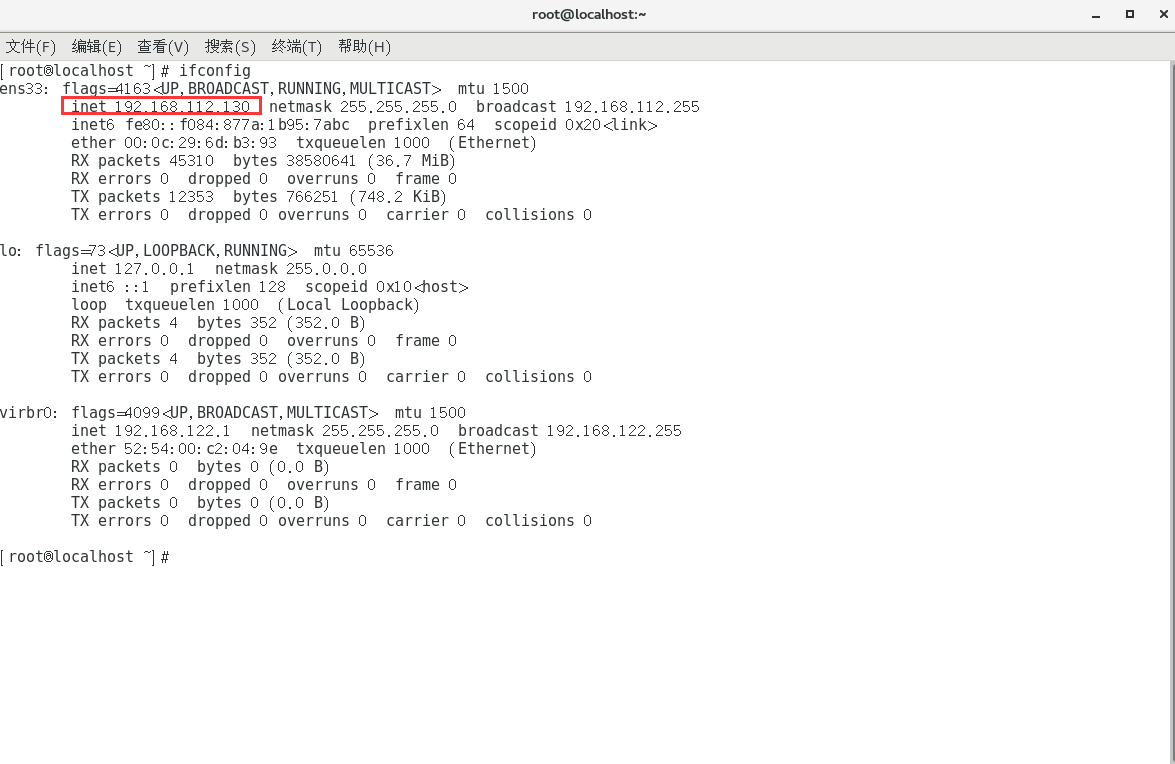 root@localhost:~
文件(F) 编辑(E) 查看(V) 搜索(S) 终端(T) 帮助(H)
[root@localhost ~]# ifconfig
ens33: flags=4163<UP,BROADCAST,RUNNING,MULTICAST>  mtu 1500
        inet 192.168.112.130  netmask 255.255.255.0  broadcast 192.168.112.255
        inet6 fe80::f084:877a:1b95:7abc  prefixlen 64  scopeid 0x20<link>
        ether 00:0c:29:6d:b3:93  txqueuelen 1000  (Ethernet)
        RX packets 45310  bytes 38580641 (36.7 MiB)
        RX errors 0  dropped 0  overruns 0  frame 0
        TX packets 12353  bytes 766251 (748.2 KiB)
        TX errors 0  dropped 0 overruns 0  carrier 0  collisions 0

lo: flags=73<UP,LOOPBACK,RUNNING>  mtu 65536
        inet 127.0.0.1  netmask 255.0.0.0
        inet6 ::1  prefixlen 128  scopeid 0x10<host>
        loop  txqueuelen 1000  (Local Loopback)
        RX packets 4  bytes 352 (352.0 B)
        RX errors 0  dropped 0  overruns 0  frame 0
        TX packets 4  bytes 352 (352.0 B)
        TX errors 0  dropped 0 overruns 0  carrier 0  collisions 0

virbr0: flags=4099<UP,BROADCAST,MULTICAST>  mtu 1500
        inet 192.168.122.1  netmask 255.255.255.0  broadcast 192.168.122.255
        ether 52:54:00:c2:04:9e  txqueuelen 1000  (Ethernet)
        RX packets 0  bytes 0 (0.0 B)
        RX errors 0  dropped 0  overruns 0  frame 0
        TX packets 0  bytes 0 (0.0 B)
        TX errors 0  dropped 0 overruns 0  carrier 0  collisions 0

[root@localhost ~]#